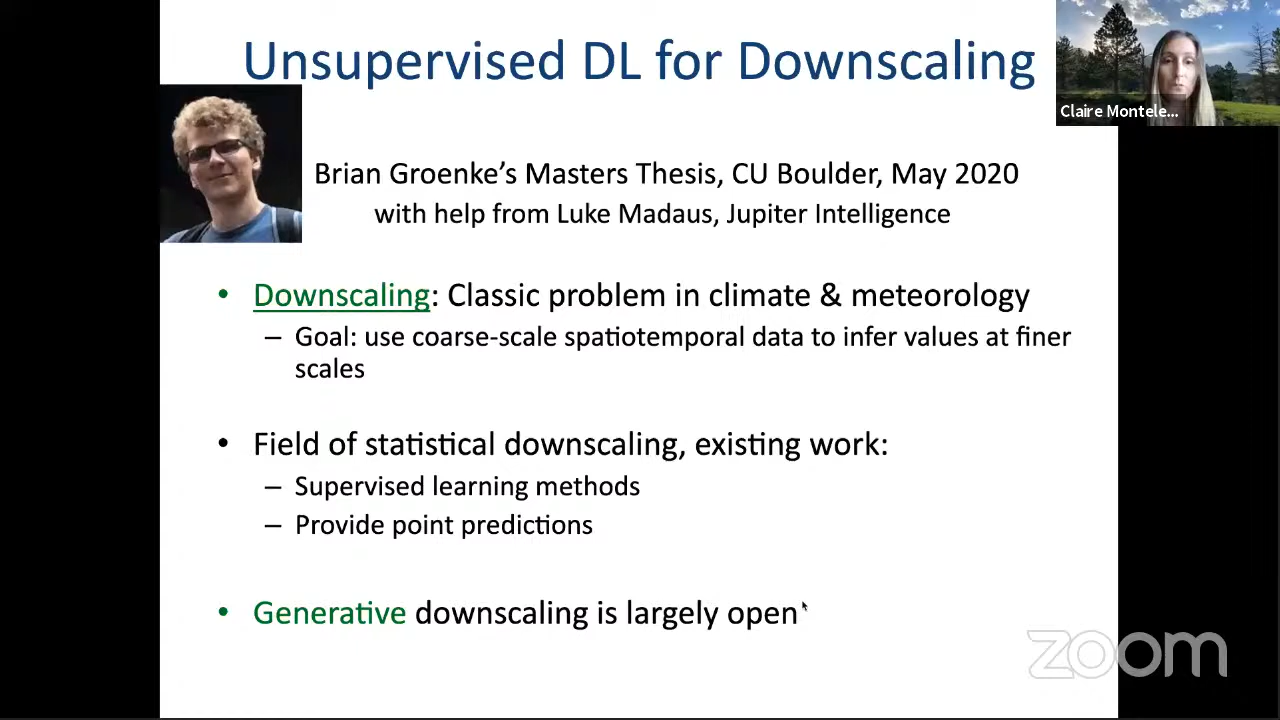 Unsupervised DL for Downscaling
Claire Montele...
Brian Groenke's Masters Thesis, CU Boulder, May 2020
with help from Luke Madaus, Jupiter Intelligence
• Downscaling: Classic problem in climate & meteorology
– Goal: use coarse-scale spatiotemporal data to infer values at finer
scales
• Field of statistical downscaling, existing work:
– Supervised learning methods
– Provide point predictions
• Generative downscaling is largely open
zoom